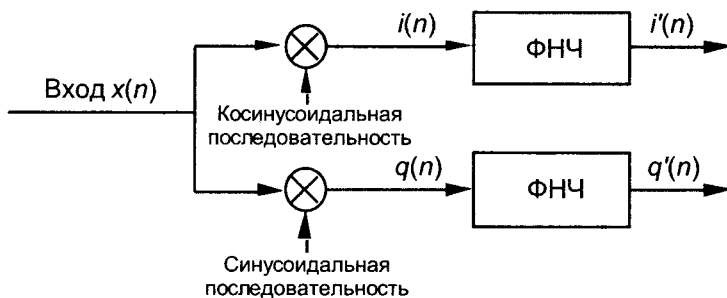 i(n)
ФНЧ
i'(n)
Вход x(n)
Косинусоидальная
последовательность
q(n)
ФНЧ
q'(n)
Синусоидальная
последовательность